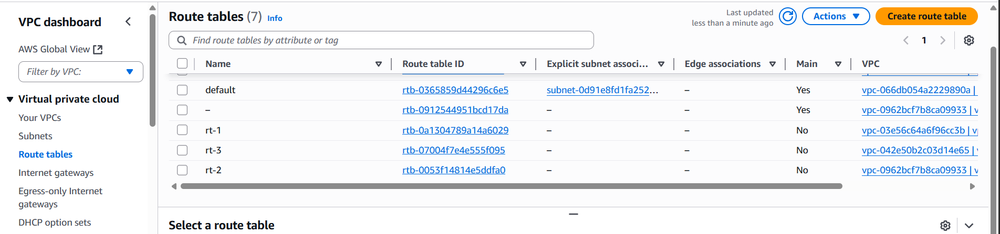 VPC dashboard
AWS Global View
Filter by VPC:
Virtual private cloud
Your VPCs
Subnets
Route tables
Internet gateways
Egress-only Internet
gateways
DHCP option sets
Route tables (7) Info
Last updated
less than a minute ago
Actions
Create route table
Find route tables by attribute or tag
1
Name Route table ID Explicit subnet associ... Edge associations Main VPC
default rtb-0365859d44296c6e5 subnet-0d91e8fd1fa252... – Yes vpc-066db054a2229890a |
– rtb-0912544951bcd17da – – Yes vpc-0962bcf7b8ca09933 | v
rt-1 rtb-0a1304789a14a6029 – – No vpc-03e56c64a6f96cc3b | v
rt-3 rtb-07004f7e4e555f095 – – No vpc-042e50b2c03d14e65 |
rt-2 rtb-0053f14814e5ddfa0 – – No vpc-0962bcf7b8ca09933 | v
Select a route table